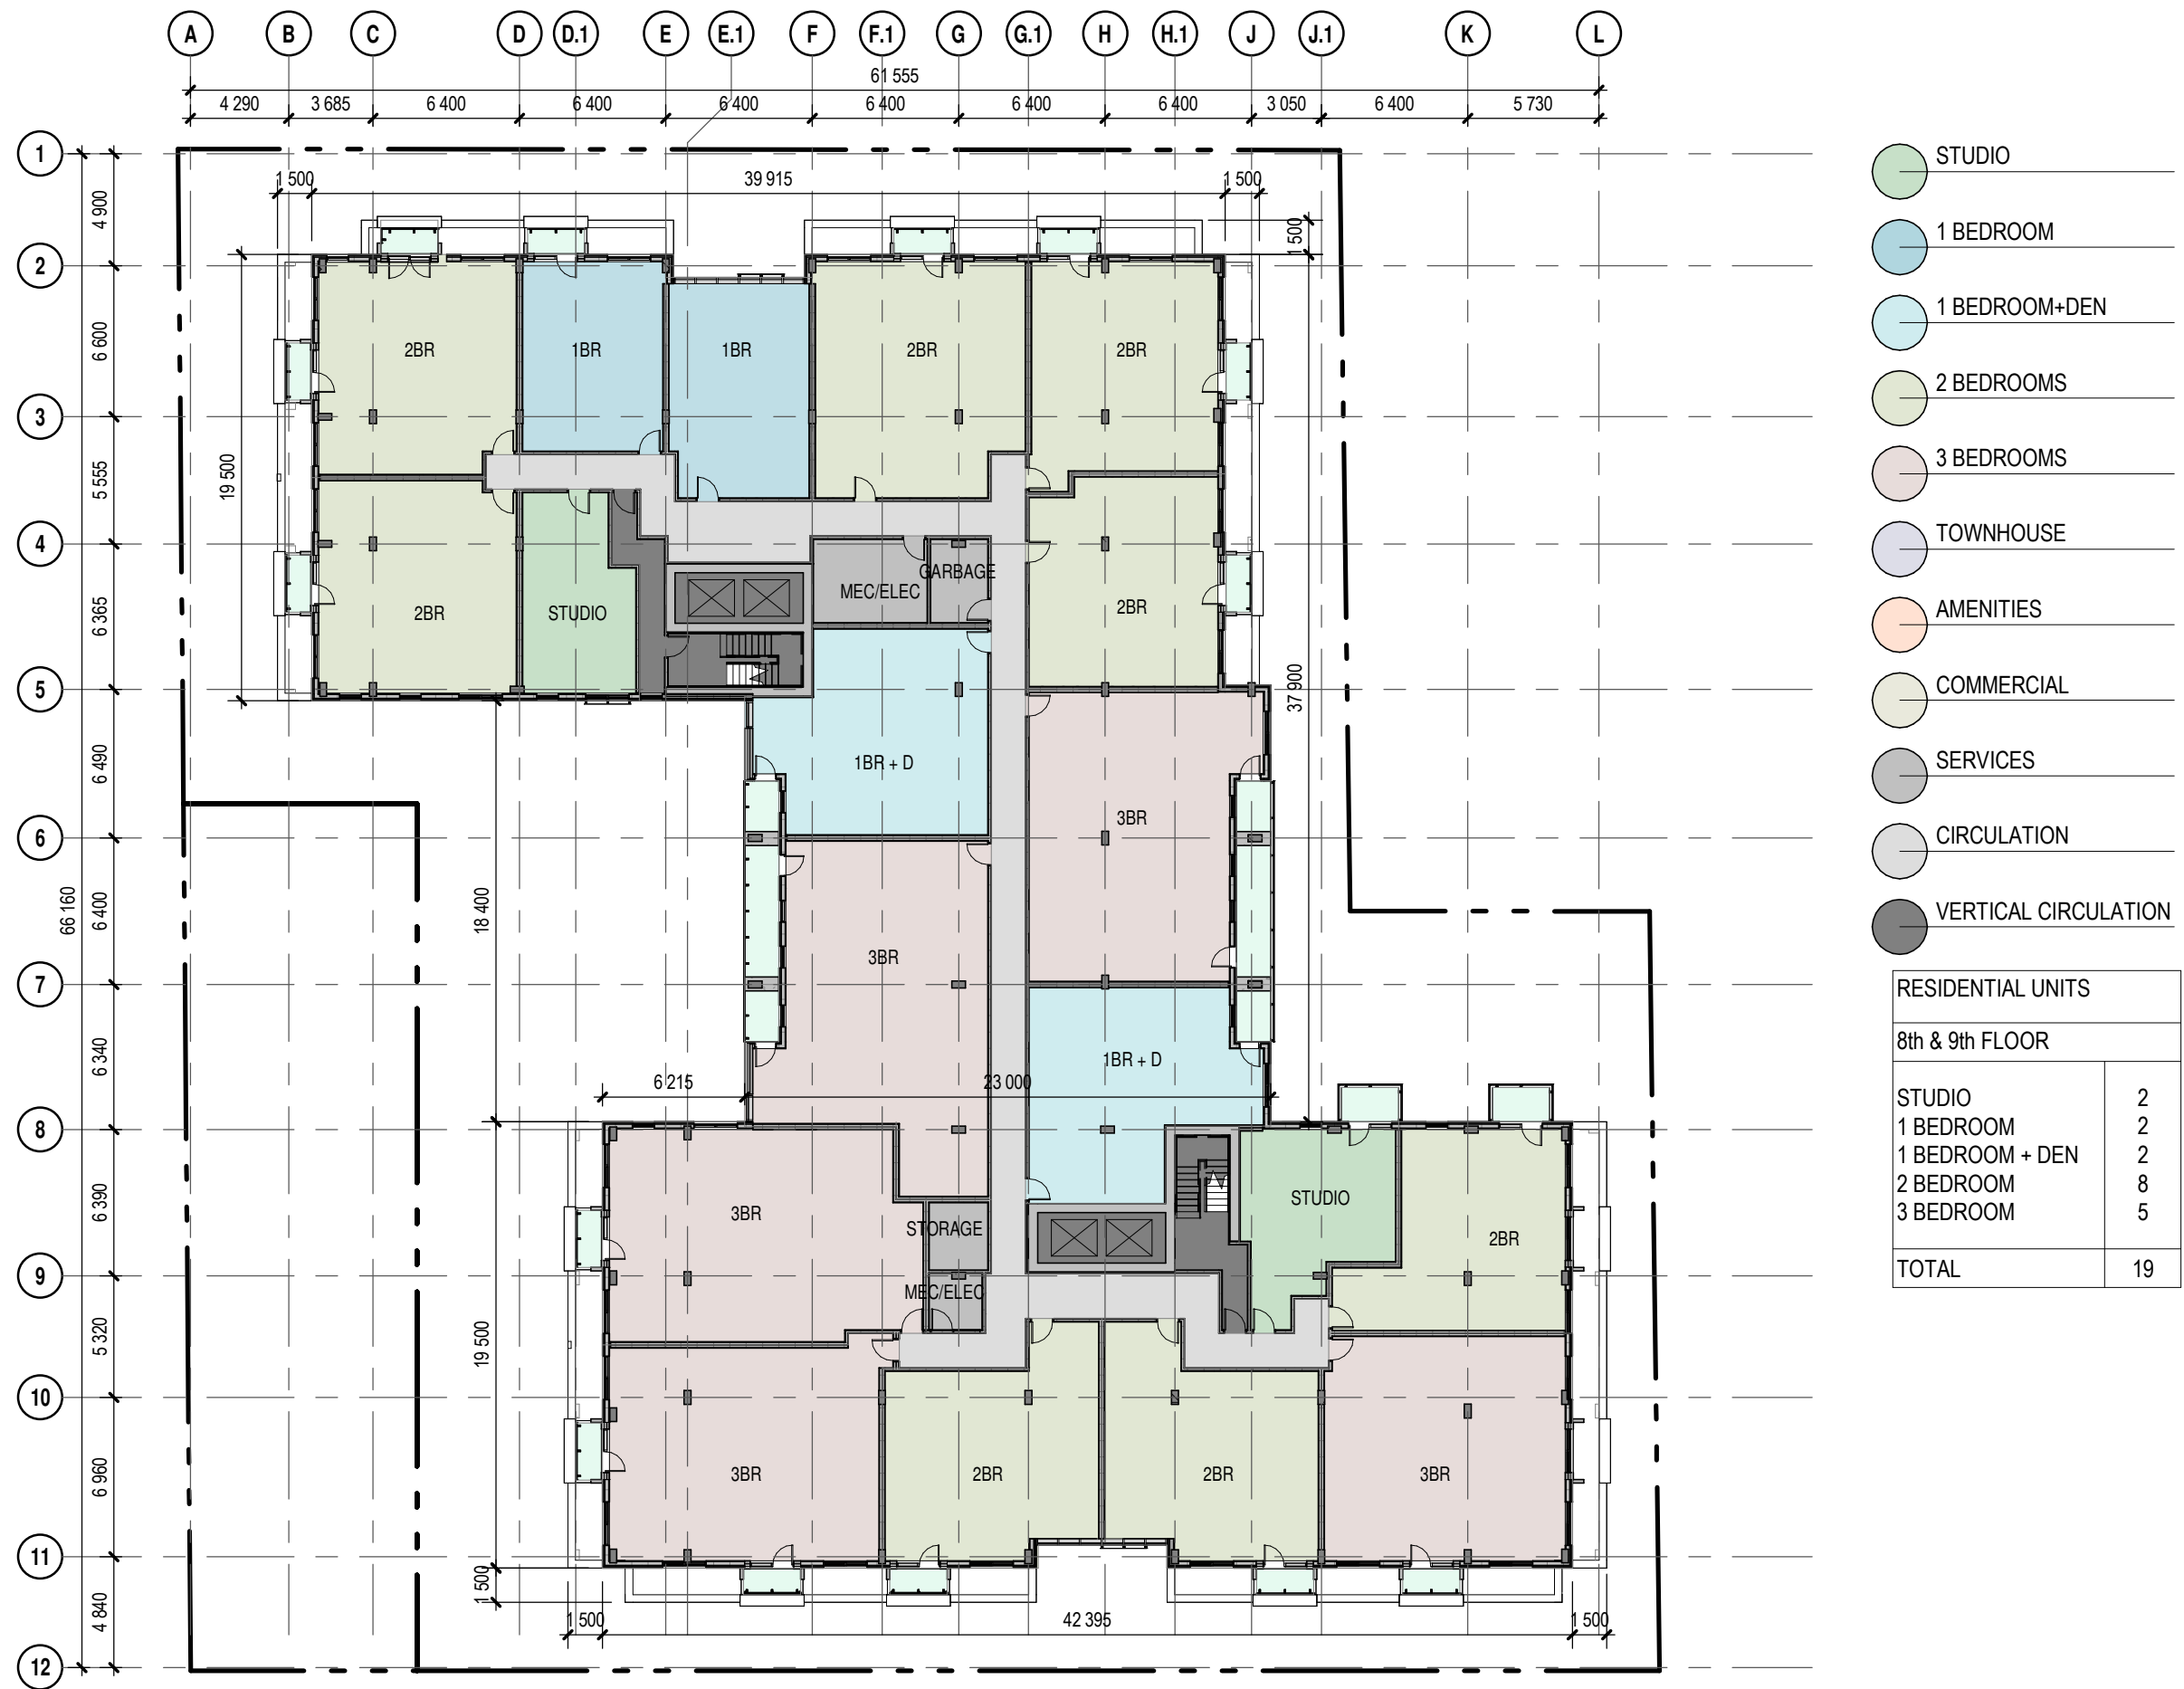 A B C D D.1 E E.1 F F.1 G G.1 H H.1 J J.1 K L
61 555
4 290 3 685 6 400 6 400 6 400 6 400 6 400 6 400 3 050 6 400 5 730
1
2
3
4
5
6
7
8
9
10
11
12
66 160
4 900
6 600
5 555
6 365
6 490
6 400
6 340
6 390
5 320
6 960
4 840
1 500 39 915 1 500
1 500
19 500
37 900
18 400
19 500
1 500
2BR 1BR 1BR 2BR 2BR
2BR STUDIO MEC/ELEC GARBAGE 2BR
1BR + D
3BR
3BR
1BR + D
6 215 23 000
3BR STORAGE STUDIO 2BR
MEC/ELEC
3BR 2BR 2BR 3BR
1 500 42 395 1 500
STUDIO
1 BEDROOM
1 BEDROOM+DEN
2 BEDROOMS
3 BEDROOMS
TOWNHOUSE
AMENITIES
COMMERCIAL
SERVICES
CIRCULATION
VERTICAL CIRCULATION
RESIDENTIAL UNITS
8th & 9th FLOOR
STUDIO 2
1 BEDROOM 2
1 BEDROOM + DEN 2
2 BEDROOM 8
3 BEDROOM 5
TOTAL 19